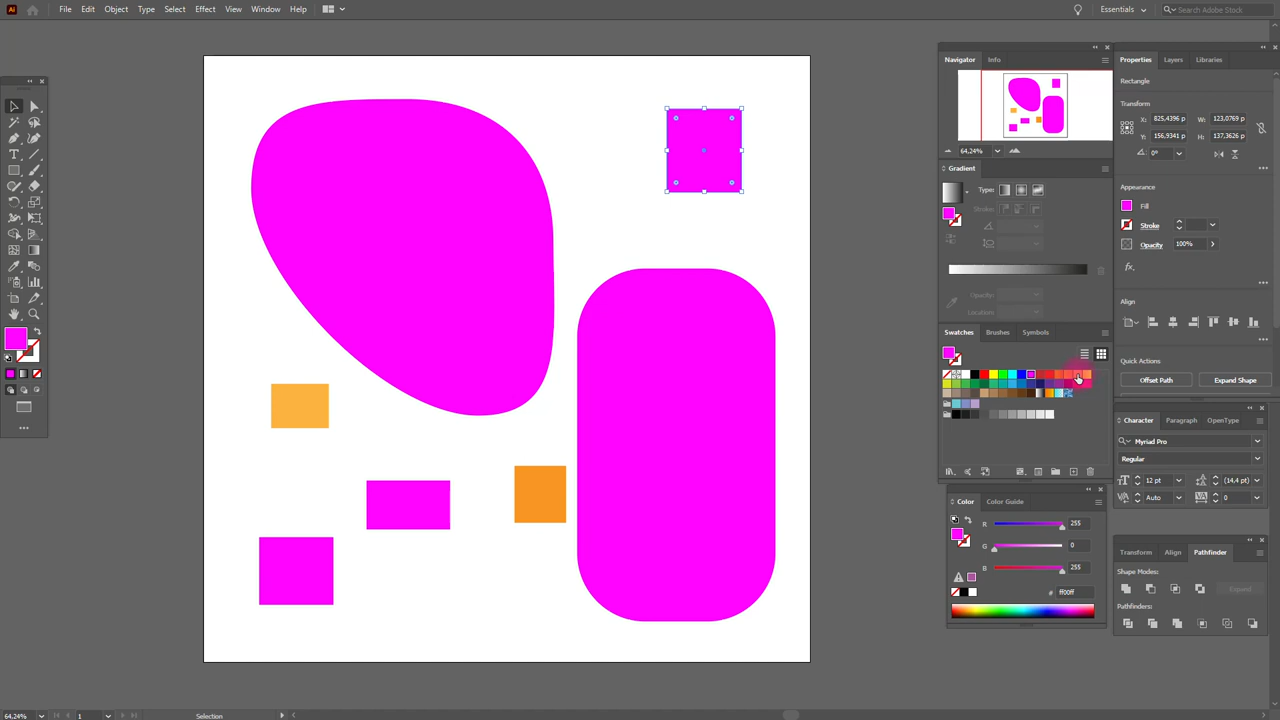 Ai File Edit Object Type Select Effect View Window Help Essentials Search Adobe Stock
Navigator Info
Properties Layers Libraries
Rectangle
Transform
X: 825,4396 p W: 123,0769 p
Y: 156,9341 p H: 137,3626 p
64,24%
0°
Gradient
Type:
Stroke:
Opacity:
Location:
Appearance
Fill
Stroke
Opacity 100%
fx
Align
Swatches Brushes Symbols
Quick Actions
Offset Path Expand Shape
Character Paragraph OpenType
Myriad Pro
Regular
12 pt (14,4 pt)
Auto 0
Color Color Guide
R 255
G 0
B 255
# ff00ff
Transform Align Pathfinder
Shape Modes:
Expand
Pathfinders:
64,24% 1 Selection